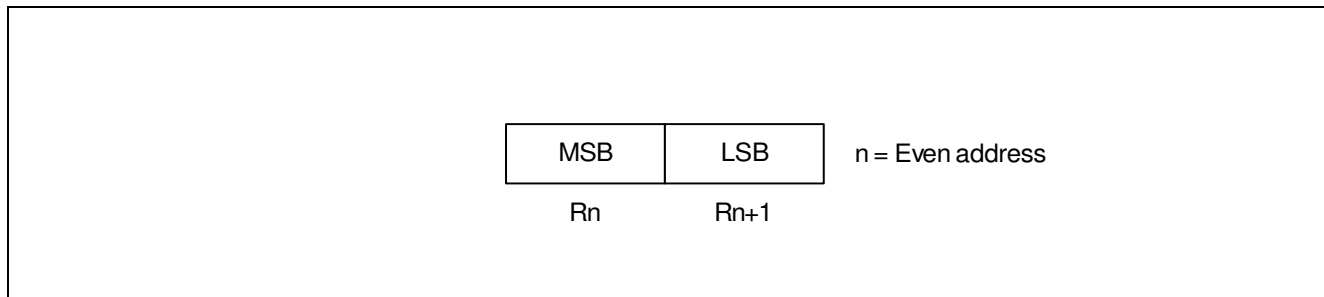 MSB LSB n = Even address
Rn Rn+1